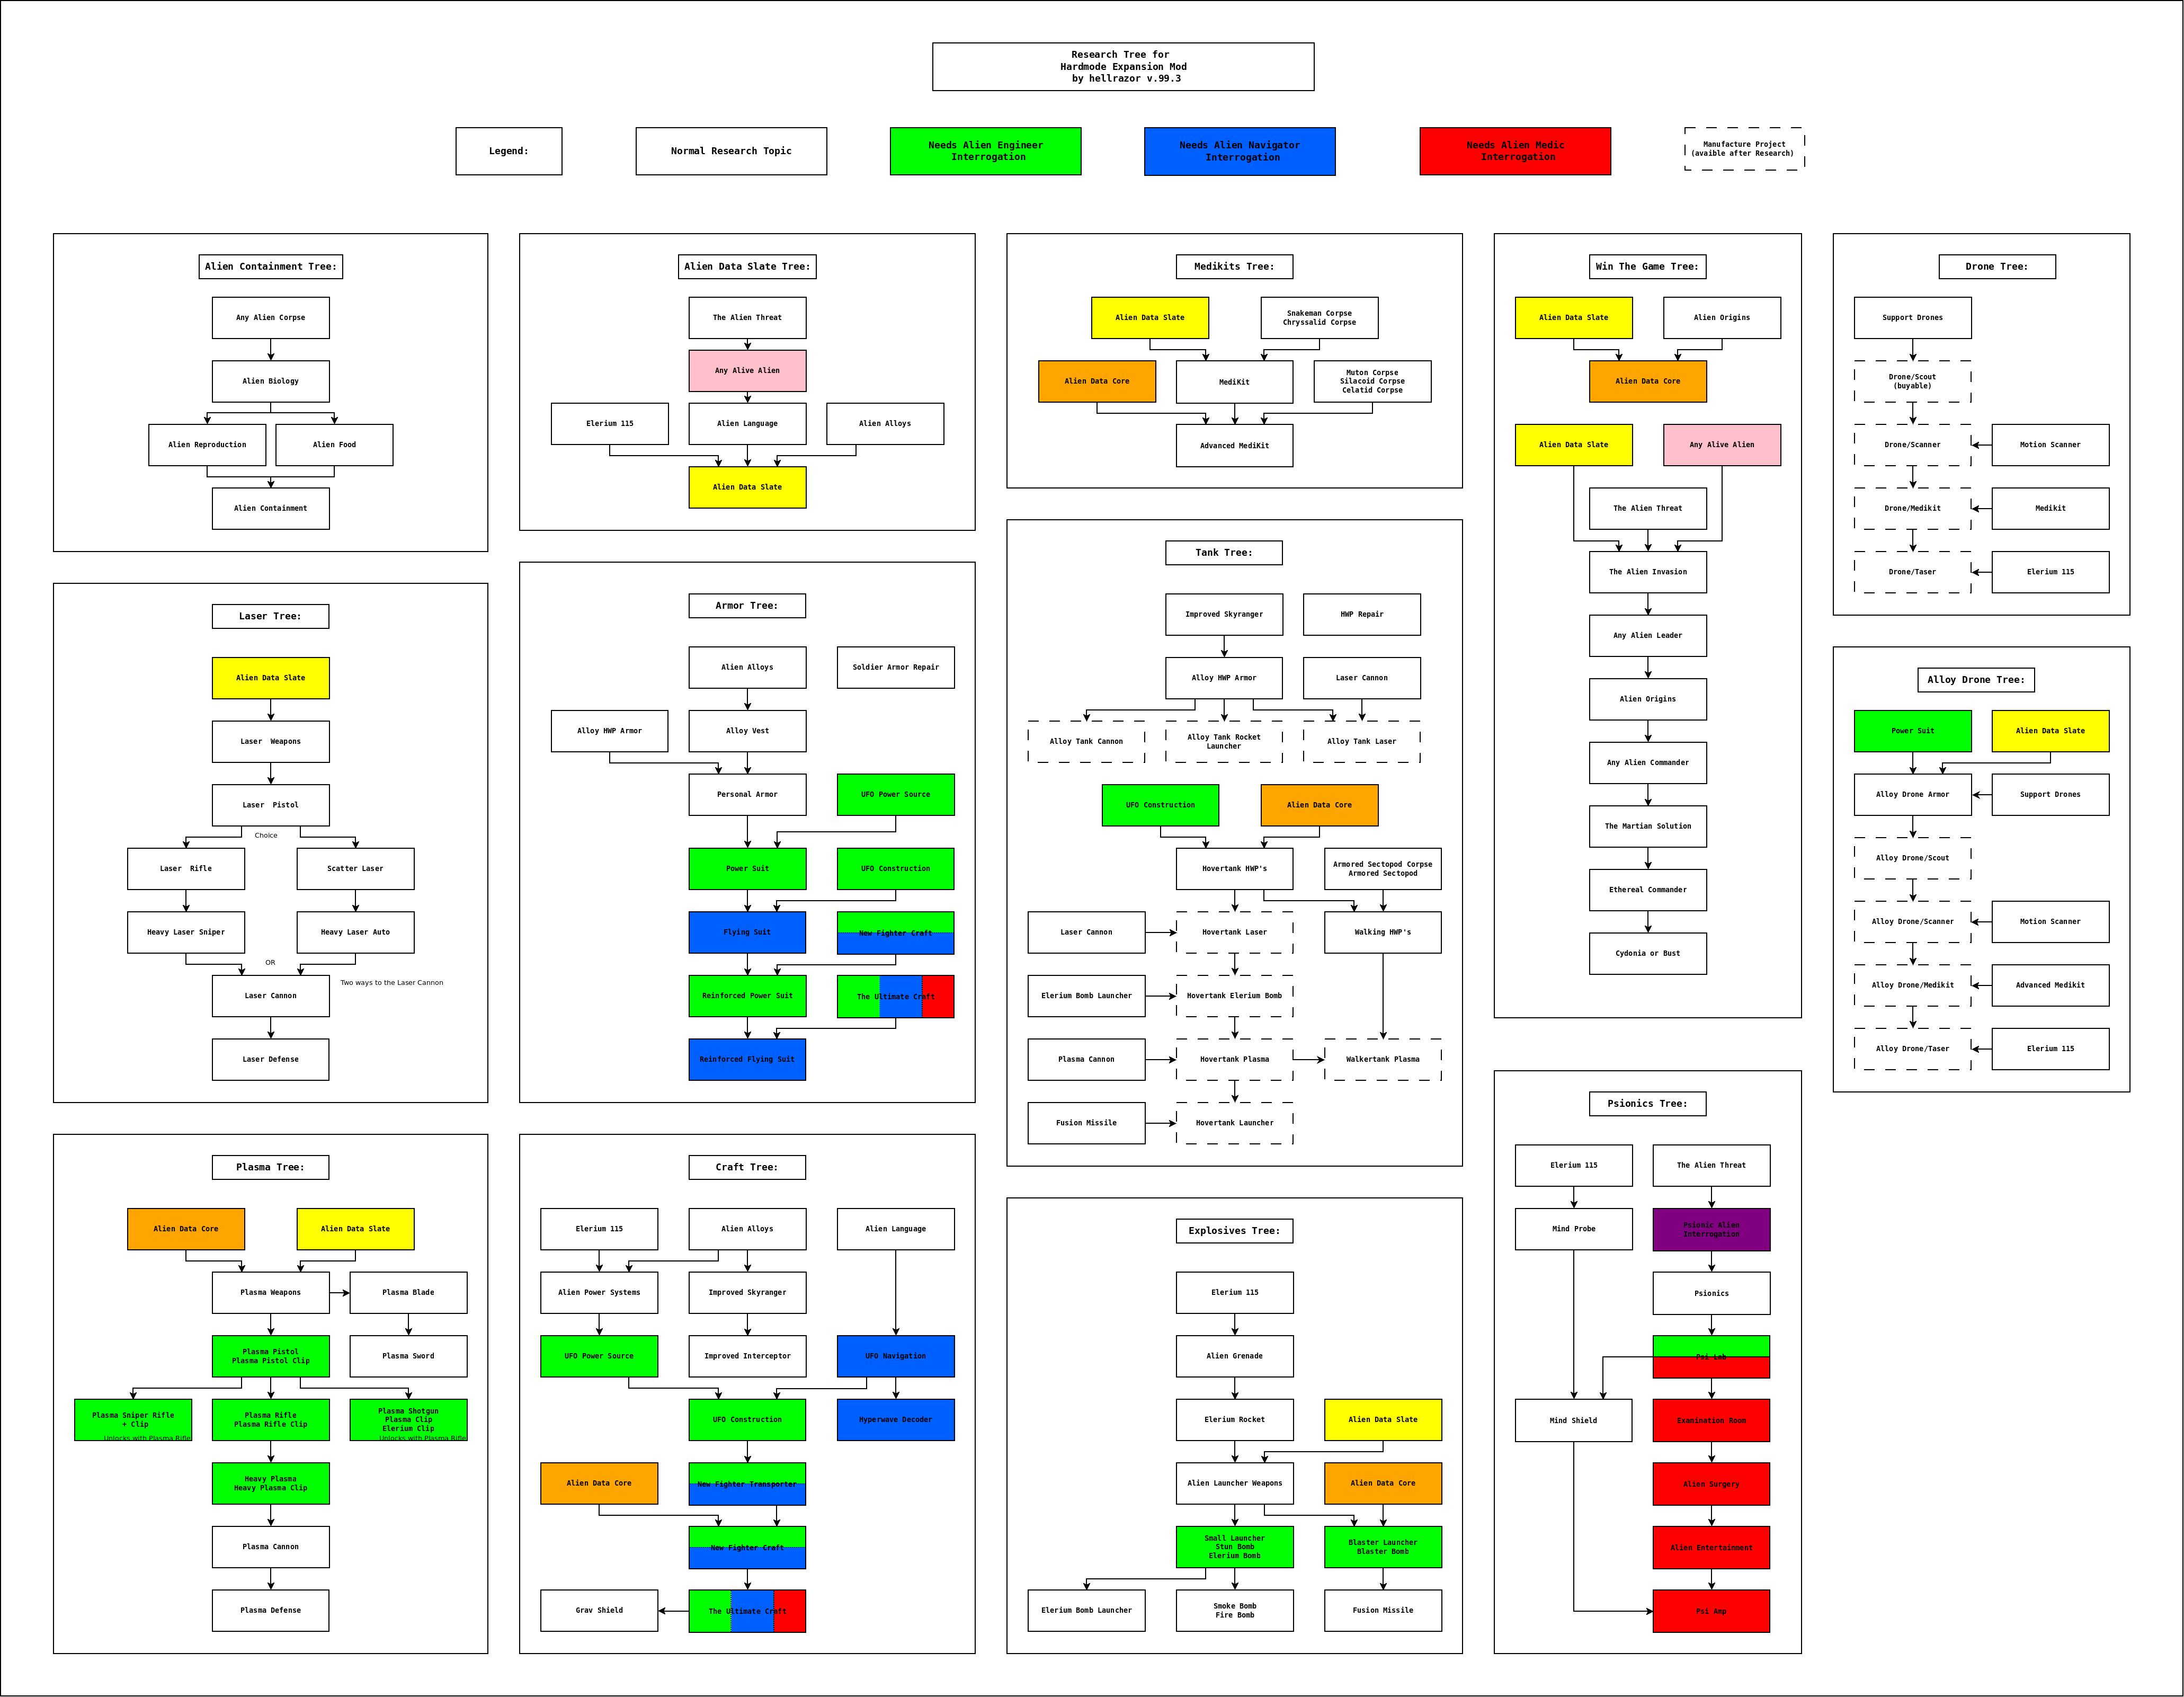 Research Tree for
Hardmode Expansion Mod
by hellrazor v.99.3
Legend:
Normal Research Topic
Needs Alien Engineer
Interrogation
Needs Alien Navigator
Interrogation
Needs Alien Medic
Interrogation
Manufacture Project
(avaible after Research)
Alien Containment Tree:
Any Alien Corpse
Alien Biology
Alien Reproduction
Alien Food
Alien Containment
Laser Tree:
Alien Data Slate
Laser  Weapons
Laser  Pistol
Choice
Laser  Rifle
Scatter Laser
Heavy Laser Sniper
Heavy Laser Auto
OR
Laser Cannon
Two ways to the Laser Cannon
Laser Defense
Plasma Tree:
Alien Data Core
Alien Data Slate
Plasma Weapons
Plasma Blade
Plasma Pistol
Plasma Pistol Clip
Plasma Sword
Plasma Sniper Rifle
+ Clip
Unlocks with Plasma Rifle
Plasma Rifle
Plasma Rifle Clip
Plasma Shotgun
Plasma Clip
Elerium Clip
Unlocks with Plasma Rifle
Heavy Plasma
Heavy Plasma Clip
Plasma Cannon
Plasma Defense
Alien Data Slate Tree:
The Alien Threat
Any Alive Alien
Elerium 115
Alien Language
Alien Alloys
Alien Data Slate
Armor Tree:
Alien Alloys
Soldier Armor Repair
Alloy HWP Armor
Alloy Vest
Personal Armor
UFO Power Source
Power Suit
UFO Construction
Flying Suit
New Fighter Craft
Reinforced Power Suit
The Ultimate Craft
Reinforced Flying Suit
Craft Tree:
Elerium 115
Alien Alloys
Alien Language
Alien Power Systems
Improved Skyranger
UFO Power Source
Improved Interceptor
UFO Navigation
UFO Construction
Hyperwave Decoder
Alien Data Core
New Fighter Transporter
New Fighter Craft
Grav Shield
The Ultimate Craft
Medikits Tree:
Alien Data Slate
Snakeman Corpse
Chryssalid Corpse
Alien Data Core
MediKit
Muton Corpse
Silacoid Corpse
Celatid Corpse
Advanced MediKit
Tank Tree:
Improved Skyranger
HWP Repair
Alloy HWP Armor
Laser Cannon
Alloy Tank Cannon
Alloy Tank Rocket
Launcher
Alloy Tank Laser
UFO Construction
Alien Data Core
Hovertank HWP's
Armored Sectopod Corpse
Armored Sectopod
Laser Cannon
Hovertank Laser
Walking HWP's
Elerium Bomb Launcher
Hovertank Elerium Bomb
Plasma Cannon
Hovertank Plasma
Walkertank Plasma
Fusion Missile
Hovertank Launcher
Explosives Tree:
Elerium 115
Alien Grenade
Elerium Rocket
Alien Data Slate
Alien Launcher Weapons
Alien Data Core
Small Launcher
Stun Bomb
Elerium Bomb
Blaster Launcher
Blaster Bomb
Elerium Bomb Launcher
Smoke Bomb
Fire Bomb
Fusion Missile
Win The Game Tree:
Alien Data Slate
Alien Origins
Alien Data Core
Alien Data Slate
Any Alive Alien
The Alien Threat
The Alien Invasion
Any Alien Leader
Alien Origins
Any Alien Commander
The Martian Solution
Ethereal Commander
Cydonia or Bust
Psionics Tree:
Elerium 115
The Alien Threat
Mind Probe
Psionic Alien
Interrogation
Psionics
Psi Lab
Mind Shield
Examination Room
Alien Surgery
Alien Entertainment
Psi Amp
Drone Tree:
Support Drones
Drone/Scout
(buyable)
Drone/Scanner
Motion Scanner
Drone/Medikit
Medikit
Drone/Taser
Elerium 115
Alloy Drone Tree:
Power Suit
Alien Data Slate
Alloy Drone Armor
Support Drones
Alloy Drone/Scout
Alloy Drone/Scanner
Motion Scanner
Alloy Drone/Medikit
Advanced Medikit
Alloy Drone/Taser
Elerium 115